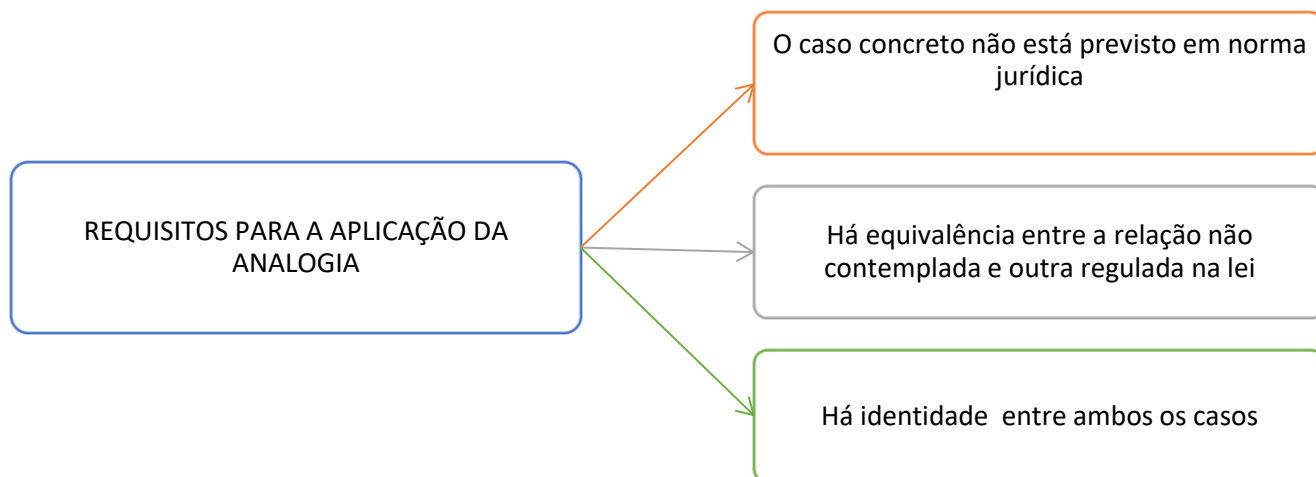 O caso concreto não está previsto em norma
jurídica
REQUISITOS PARA A APLICAÇÃO DA
ANALOGIA
Há equivalência entre a relação não
contemplada e outra regulada na lei
Há identidade entre ambos os casos